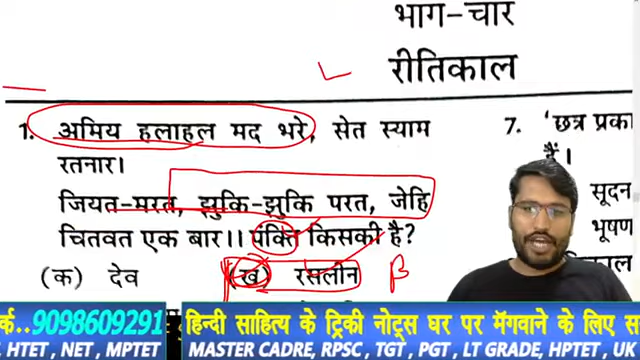 भाग-चार
रीतिकाल
1. अमिय हलाहल मद भरे, सेत स्याम
रतनार।
जियत-मरत, झुकि-झुकि परत, जेहि
चितवत एक बार।। पंक्ति किसकी है?
(क) देव
(ख) रसलीन
β
7. 'छत्र प्रका
हैं।
सूदन
भूषण
र्क..9098609291
हिन्दी साहित्य के ट्रिकी नोट्स घर पर मॅगवाने के लिए स
HTET , NET , MPTET
MASTER CADRE, RPSC , TGT , PGT , LT GRADE, HPTET , UK